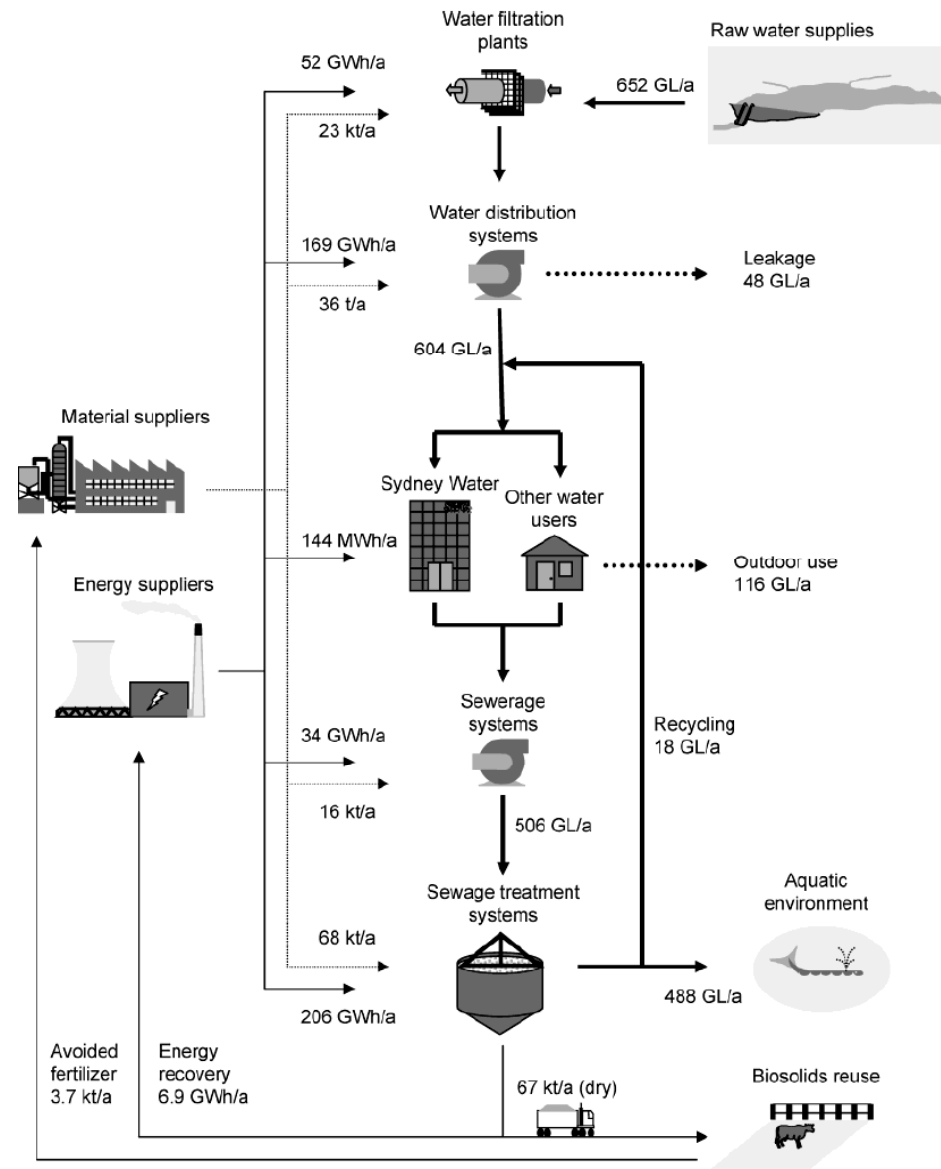 Water filtration
plants
Raw water supplies
52 GWh/a
652 GL/a
23 kt/a
Water distribution
systems
169 GWh/a
Leakage
48 GL/a
36 t/a
604 GL/a
Material suppliers
Sydney Water
Other water
users
144 MWh/a
Outdoor use
116 GL/a
Energy suppliers
Sewerage
systems
Recycling
18 GL/a
34 GWh/a
16 kt/a
506 GL/a
Sewage treatment
systems
Aquatic
environment
68 kt/a
488 GL/a
206 GWh/a
Avoided
fertilizer
3.7 kt/a
Energy
recovery
6.9 GWh/a
67 kt/a (dry)
Biosolids reuse